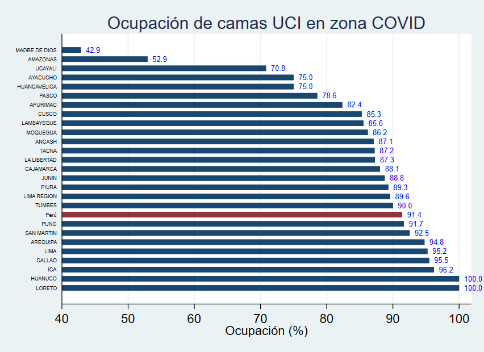 Ocupación de camas UCI en zona COVID
MADRE DE DIOS 42.9
AMAZONAS 52.9
UCAYALI 70.8
AYACUCHO 75.0
HUANCAVELICA 75.0
PASCO 78.6
APURIMAC 82.4
CUSCO 85.3
LAMBAYEQUE 85.6
MOQUEGUA 86.2
ANCASH 87.1
TACNA 87.2
LA LIBERTAD 87.3
CAJAMARCA 88.1
JUNIN 88.8
PIURA 89.3
LIMA REGION 89.6
TUMBES 90.0
Perú 91.4
PUNO 91.7
SAN MARTIN 92.5
AREQUIPA 94.8
LIMA 95.2
CALLAO 95.5
ICA 96.2
HUANUCO 100.0
LORETO 100.0
40 50 60 70 80 90 100
Ocupación (%)